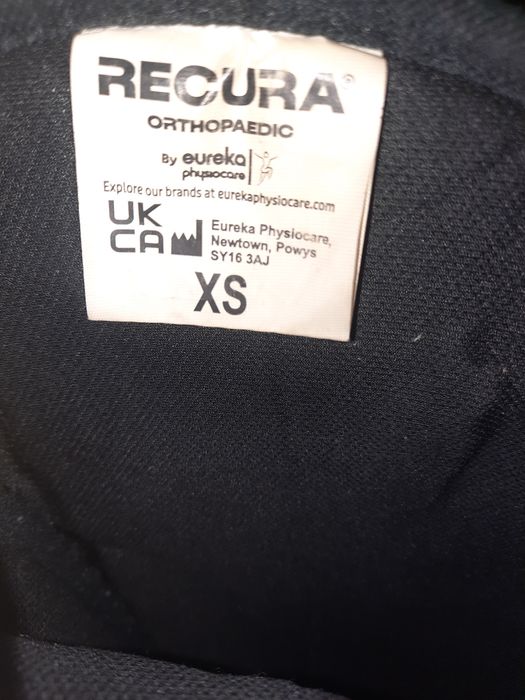 RECURA®
ORTHOPAEDIC
By eureka
physiocare
Explore our brands at eurekaphysiocare.com
UK
CA
Eureka Physiocare,
Newtown, Powys
SY16 3AJ
XS